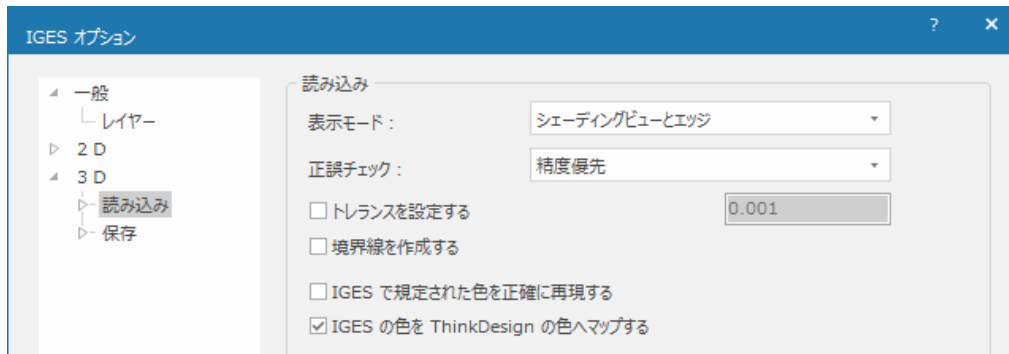 IGES オプション
? ×
一般
レイヤー
2 D
3 D
読み込み
保存
読み込み
表示モード : シェーディングビューとエッジ
正誤チェック : 精度優先
トレランスを設定する 0.001
境界線を作成する
IGES で規定された色を正確に再現する
IGES の色を ThinkDesign の色へマップする